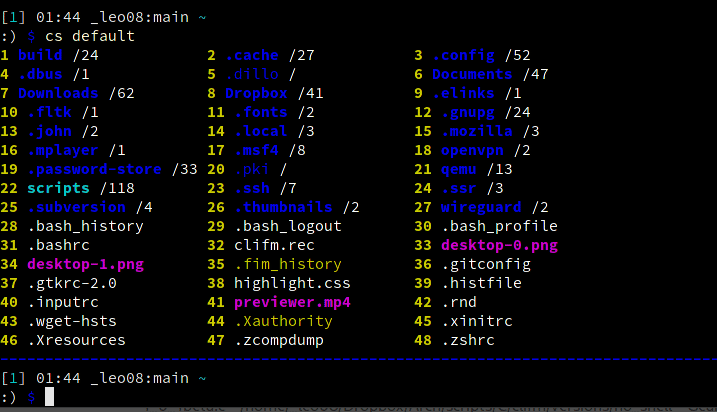 [1] 01:44 _leo08:main ~
:) $ cs default
1 build /24 2 .cache /27 3 .config /52
4 .dbus /1 5 .dillo / 6 Documents /47
7 Downloads /62 8 Dropbox /41 9 .elinks /1
10 .fltk /1 11 .fonts /2 12 .gnupg /24
13 .john /2 14 .local /3 15 .mozilla /3
16 .mplayer /1 17 .msf4 /8 18 openvpn /2
19 .password-store /33 20 .pki / 21 qemu /13
22 scripts /118 23 .ssh /7 24 .ssr /3
25 .subversion /4 26 .thumbnails /2 27 wireguard /2
28 .bash_history 29 .bash_logout 30 .bash_profile
31 .bashrc 32 clifm.rec 33 desktop-0.png
34 desktop-1.png 35 .fim_history 36 .gitconfig
37 .gtkrc-2.0 38 highlight.css 39 .histfile
40 .inputrc 41 previewer.mp4 42 .rnd
43 .wget-hsts 44 .Xauthority 45 .xinitrc
46 .Xresources 47 .zcompdump 48 .zshrc
[1] 01:44 _leo08:main ~
:) $